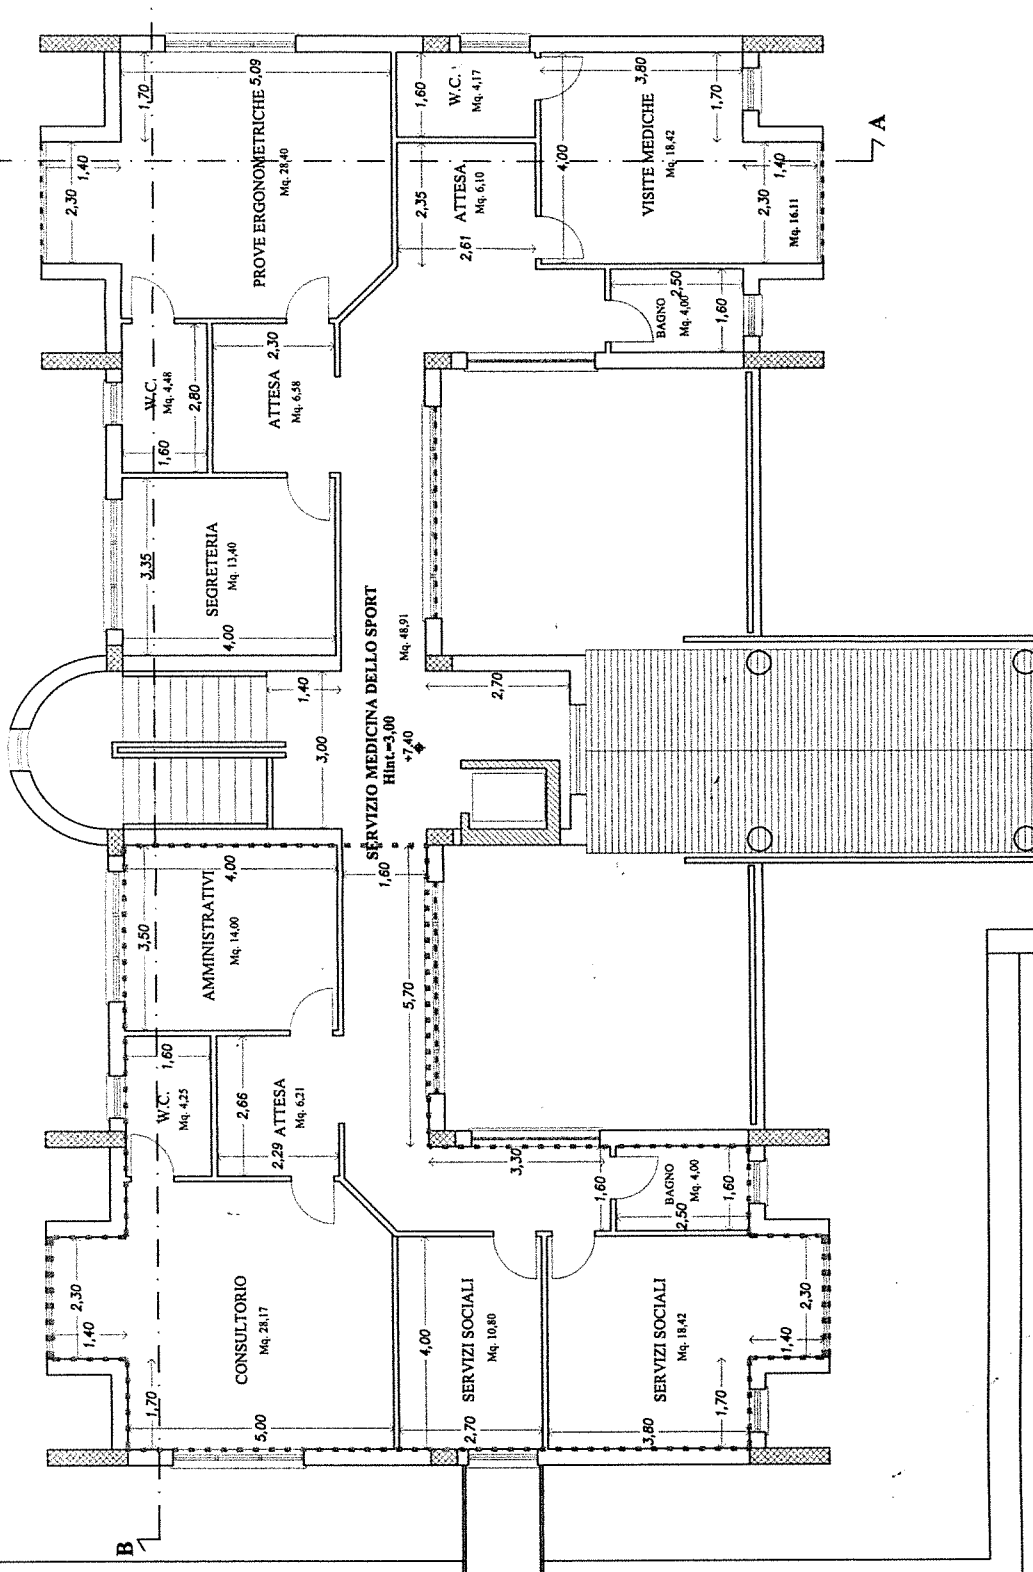 5,09
1,70
PROVE ERGONOMETRICHE
Mq. 28,40
1,40
2,30
1,60
W.C.
Mq. 4,17
3,80
1,70
VISITE MEDICHE
Mq. 18,42
4,00
A
ATTESA
Mq. 6,10
2,35
2,61
1,40
2,30
Mq. 16.11
2,50
BAGNO
Mq. 4,00
1,60
W.C.
Mq. 4,48
2,80
1,60
2,30
ATTESA
Mq. 6,58
3,35
SEGRETERIA
Mq. 13,40
4,00
SERVIZIO MEDICINA DELLO SPORT
Mq. 48,91
Hint.=3,00
+7,40
1,40
3,00
2,70
4,00
1,60
3,50
AMMINISTRATIVI
Mq. 14,00
5,70
1,60
W.C.
Mq. 4,25
2,66
ATTESA
Mq. 6,21
2,29
3,30
1,60
BAGNO
Mq. 4,00
1,60
2,50
2,30
1,40
CONSULTORIO
Mq. 28,17
1,70
5,00
4,00
SERVIZI SOCIALI
Mq. 10,80
2,70
SERVIZI SOCIALI
Mq. 18,42
3,80
1,70
2,30
1,40
B